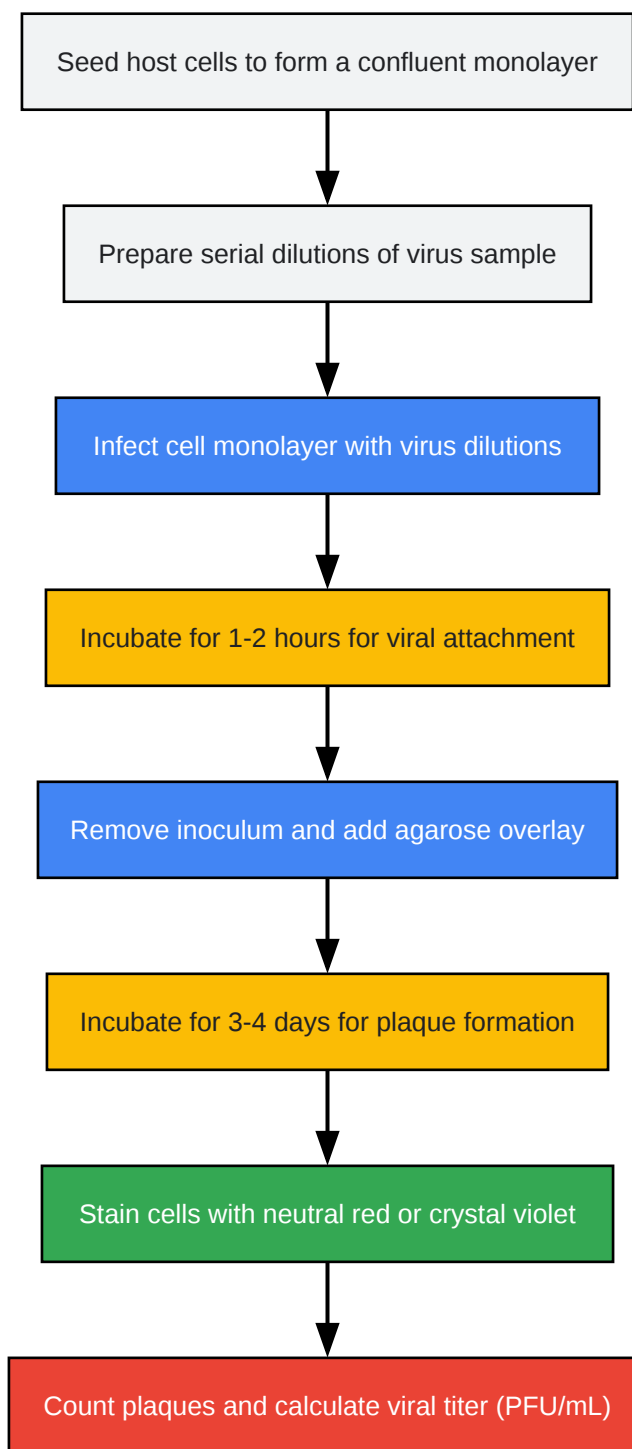 Seed host cells to form a confluent monolayer
Prepare serial dilutions of virus sample
Infect cell monolayer with virus dilutions
Incubate for 1-2 hours for viral attachment
Remove inoculum and add agarose overlay
Incubate for 3-4 days for plaque formation
Stain cells with neutral red or crystal violet
Count plaques and calculate viral titer (PFU/mL)